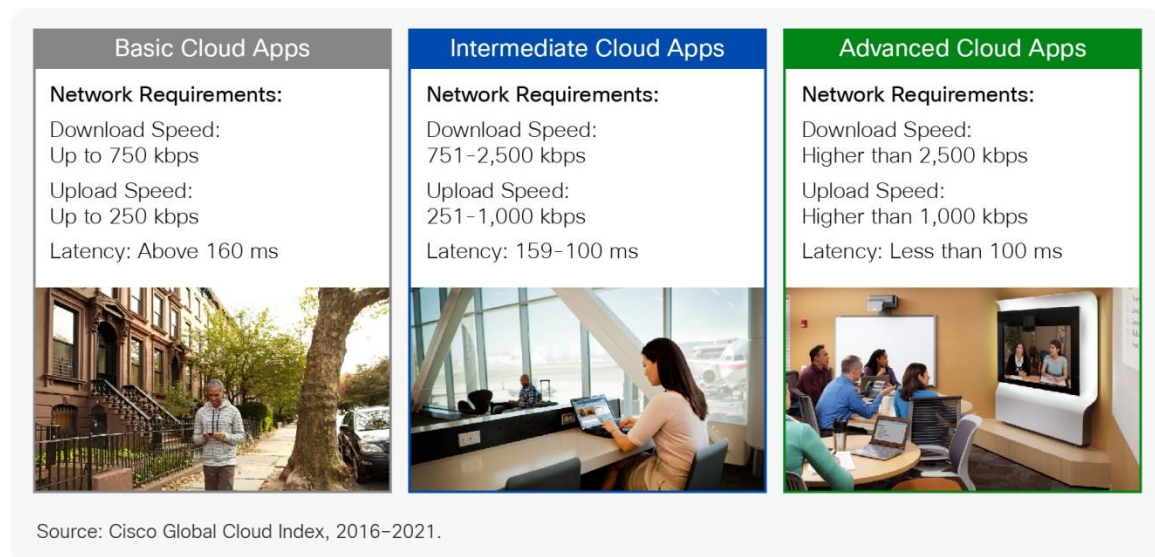 Basic Cloud Apps
Network Requirements:
Download Speed:
Up to 750 kbps
Upload Speed:
Up to 250 kbps
Latency: Above 160 ms
Intermediate Cloud Apps
Network Requirements:
Download Speed:
751-2,500 kbps
Upload Speed:
251-1,000 kbps
Latency: 159-100 ms
Advanced Cloud Apps
Network Requirements:
Download Speed:
Higher than 2,500 kbps
Upload Speed:
Higher than 1,000 kbps
Latency: Less than 100 ms
Source: Cisco Global Cloud Index, 2016-2021.